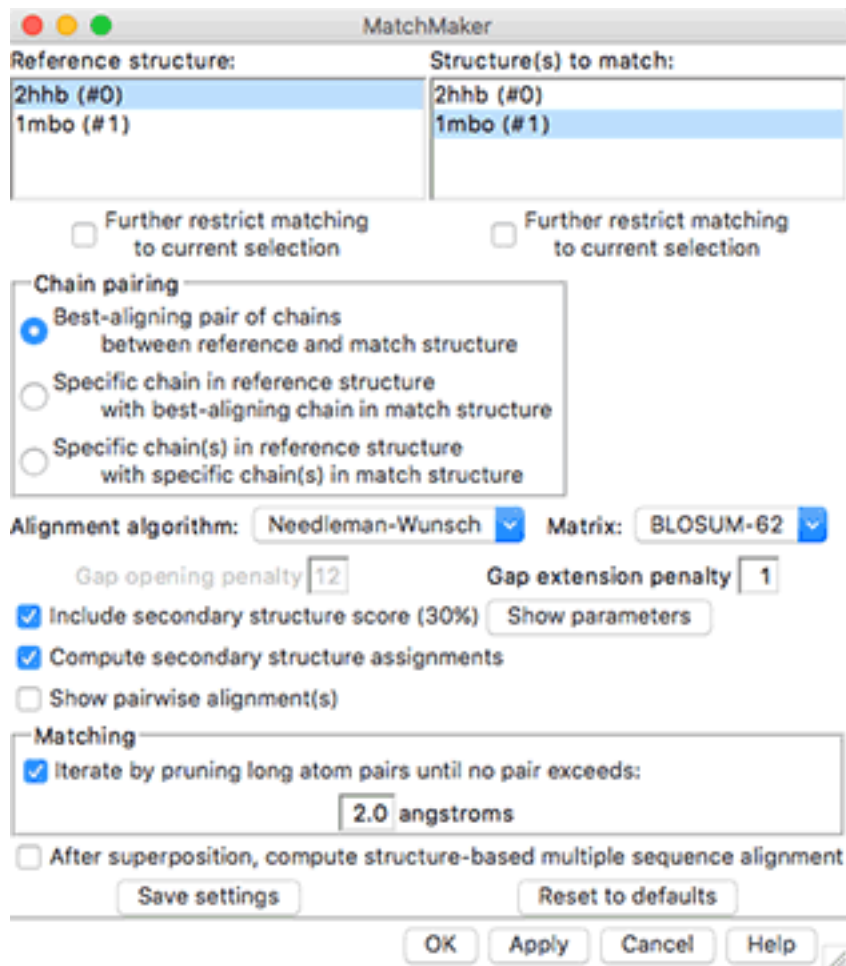 MatchMaker
Reference structure: Structure(s) to match:
2hhb (#0) 2hhb (#0)
1mbo (#1) 1mbo (#1)
Further restrict matching Further restrict matching
to current selection to current selection
Chain pairing
Best-aligning pair of chains
between reference and match structure
Specific chain in reference structure
with best-aligning chain in match structure
Specific chain(s) in reference structure
with specific chain(s) in match structure
Alignment algorithm: Needleman-Wunsch Matrix: BLOSUM-62
Gap opening penalty 12 Gap extension penalty 1
Include secondary structure score (30%) Show parameters
Compute secondary structure assignments
Show pairwise alignment(s)
Matching
Iterate by pruning long atom pairs until no pair exceeds:
2.0 angstroms
After superposition, compute structure-based multiple sequence alignment
Save settings Reset to defaults
OK Apply Cancel Help